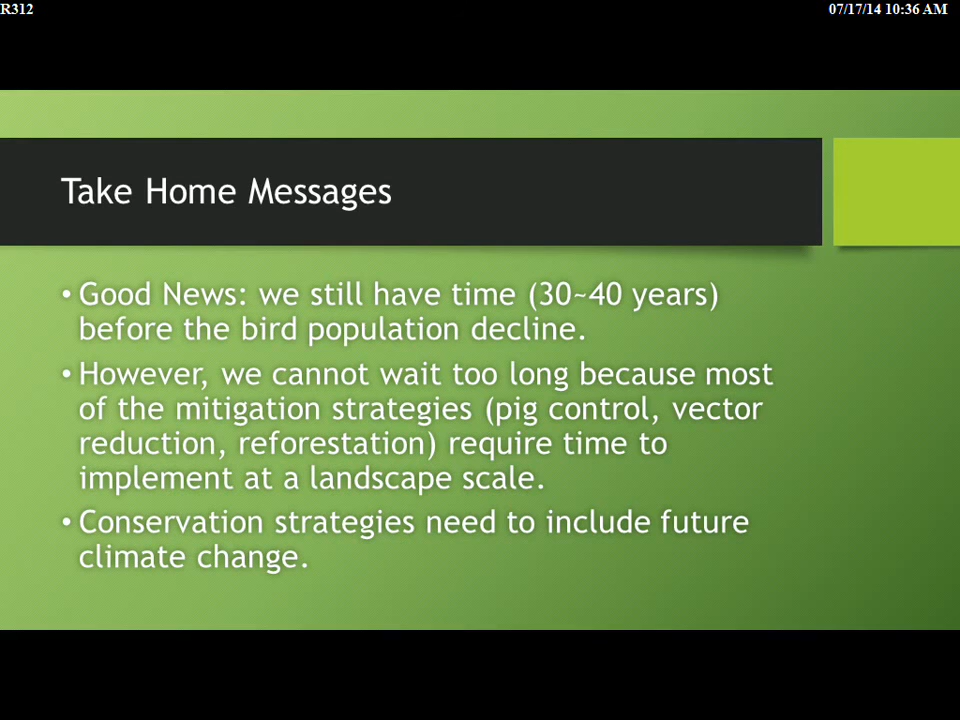 R312
07/17/14 10:36 AM
Take Home Messages
• Good News: we still have time (30~40 years)
before the bird population decline.
• However, we cannot wait too long because most
of the mitigation strategies (pig control, vector
reduction, reforestation) require time to
implement at a landscape scale.
• Conservation strategies need to include future
climate change.